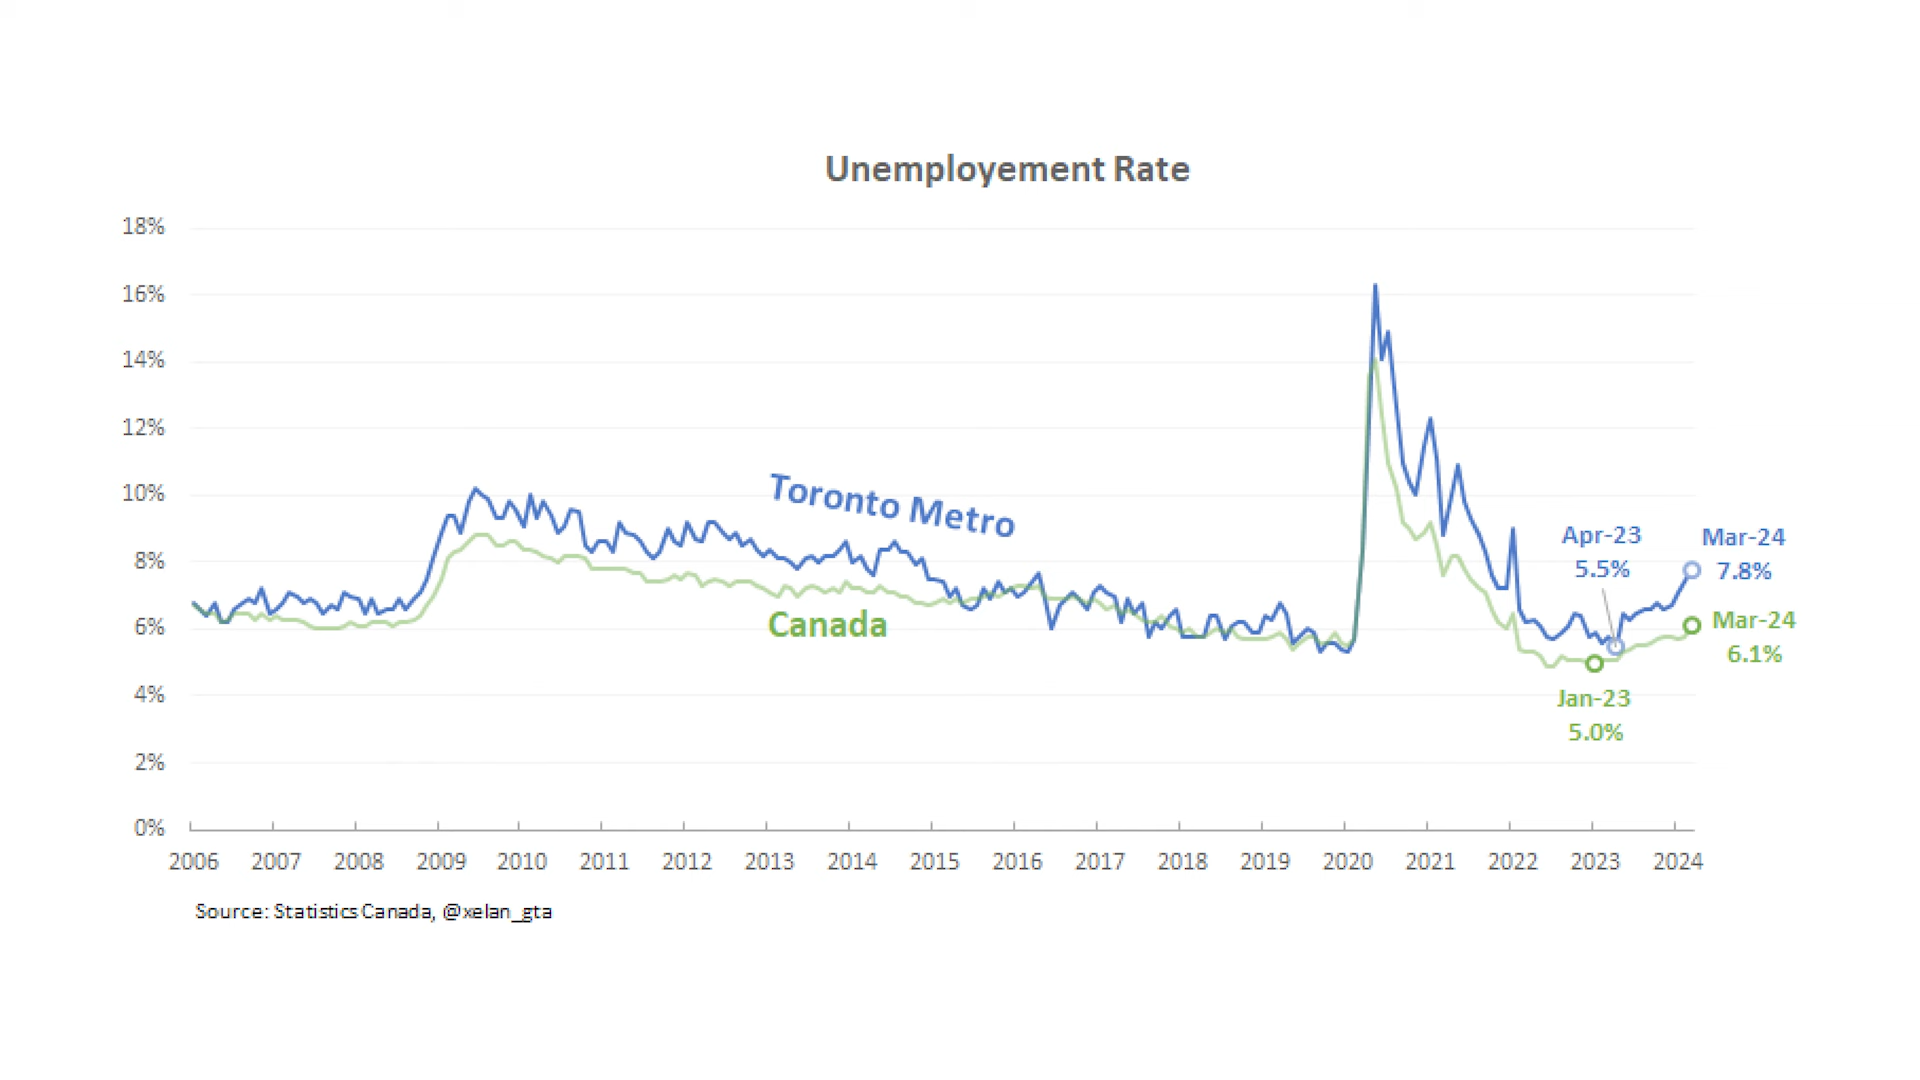 Unemployement Rate
18%
16%
14%
12%
10%
8%
6%
4%
2%
0%
Toronto Metro
Canada
Apr-23
5.5%
Mar-24
7.8%
Mar-24
6.1%
Jan-23
5.0%
2006 2007 2008 2009 2010 2011 2012 2013 2014 2015 2016 2017 2018 2019 2020 2021 2022 2023 2024
Source: Statistics Canada, @xelan_gta